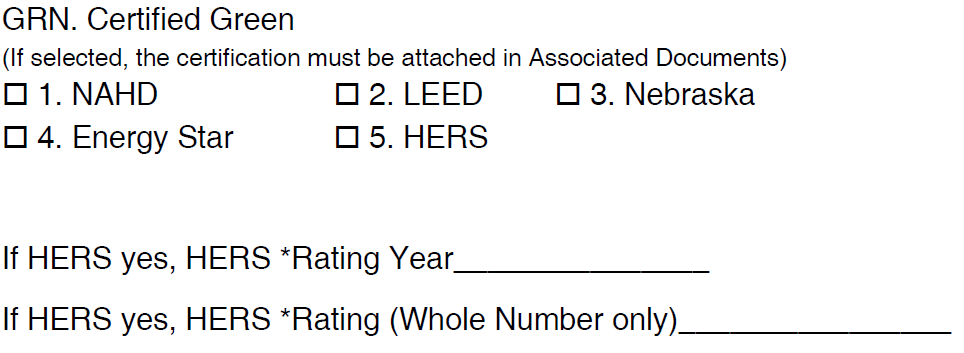 GRN. Certified Green
(If selected, the certification must be attached in Associated Documents)
☐ 1. NAHD ☐ 2. LEED ☐ 3. Nebraska
☐ 4. Energy Star ☐ 5. HERS
If HERS yes, HERS *Rating Year_______________
If HERS yes, HERS *Rating (Whole Number only)________________